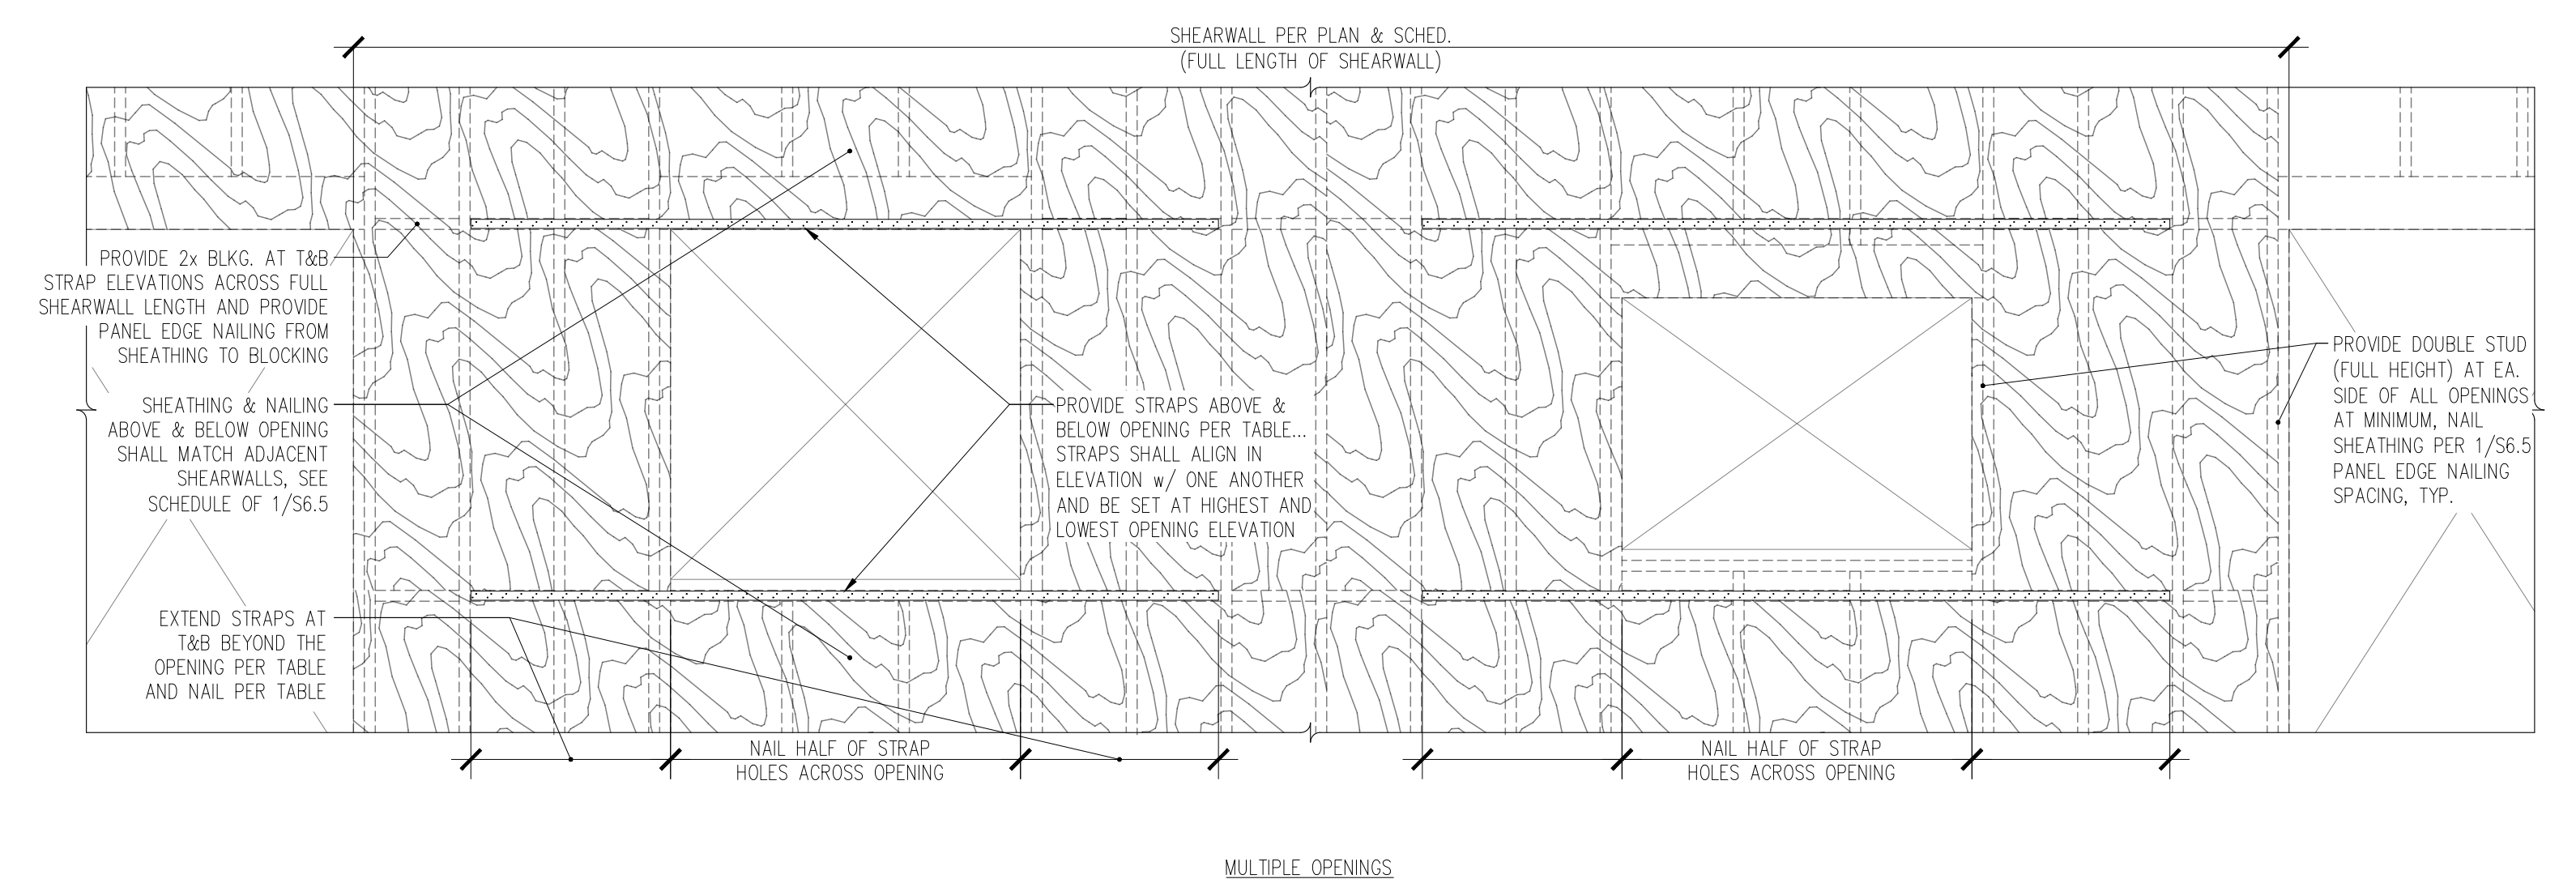 SHEARWALL PER PLAN & SCHED.
(FULL LENGTH OF SHEARWALL)
PROVIDE 2x BLKG. AT T&B
STRAP ELEVATIONS ACROSS FULL
SHEARWALL LENGTH AND PROVIDE
PANEL EDGE NAILING FROM
SHEATHING TO BLOCKING
SHEATHING & NAILING
ABOVE & BELOW OPENING
SHALL MATCH ADJACENT
SHEARWALLS, SEE
SCHEDULE OF 1/S6.5
EXTEND STRAPS AT
T&B BEYOND THE
OPENING PER TABLE
AND NAIL PER TABLE
PROVIDE STRAPS ABOVE &
BELOW OPENING PER TABLE...
STRAPS SHALL ALIGN IN
ELEVATION w/ ONE ANOTHER
AND BE SET AT HIGHEST AND
LOWEST OPENING ELEVATION
PROVIDE DOUBLE STUD
(FULL HEIGHT) AT EA.
SIDE OF ALL OPENINGS
AT MINIMUM, NAIL
SHEATHING PER 1/S6.5
PANEL EDGE NAILING
SPACING, TYP.
NAIL HALF OF STRAP
HOLES ACROSS OPENING
NAIL HALF OF STRAP
HOLES ACROSS OPENING
MULTIPLE OPENINGS